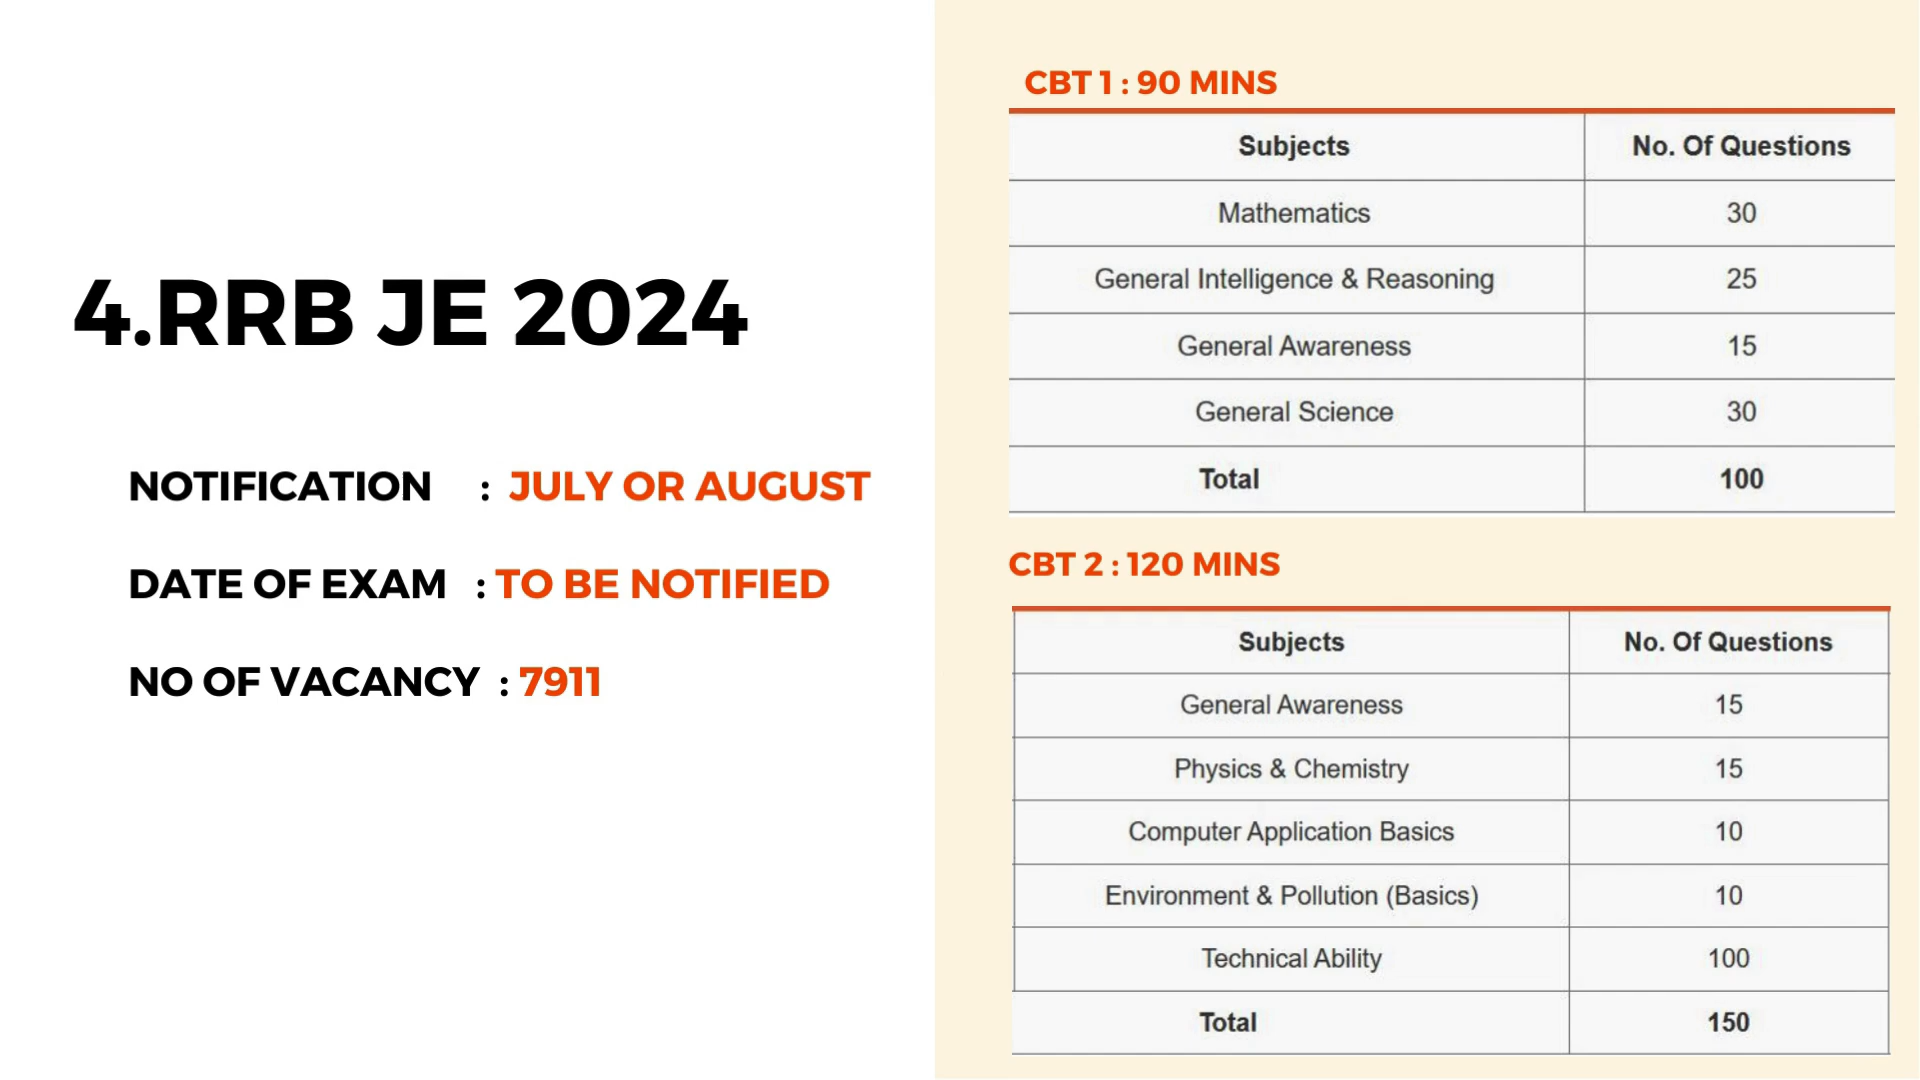 4.RRB JE 2024
NOTIFICATION : JULY OR AUGUST
DATE OF EXAM : TO BE NOTIFIED
NO OF VACANCY : 7911
CBT 1 : 90 MINS
Subjects No. Of Questions
Mathematics 30
General Intelligence & Reasoning 25
General Awareness 15
General Science 30
Total 100
CBT 2 : 120 MINS
Subjects No. Of Questions
General Awareness 15
Physics & Chemistry 15
Computer Application Basics 10
Environment & Pollution (Basics) 10
Technical Ability 100
Total 150